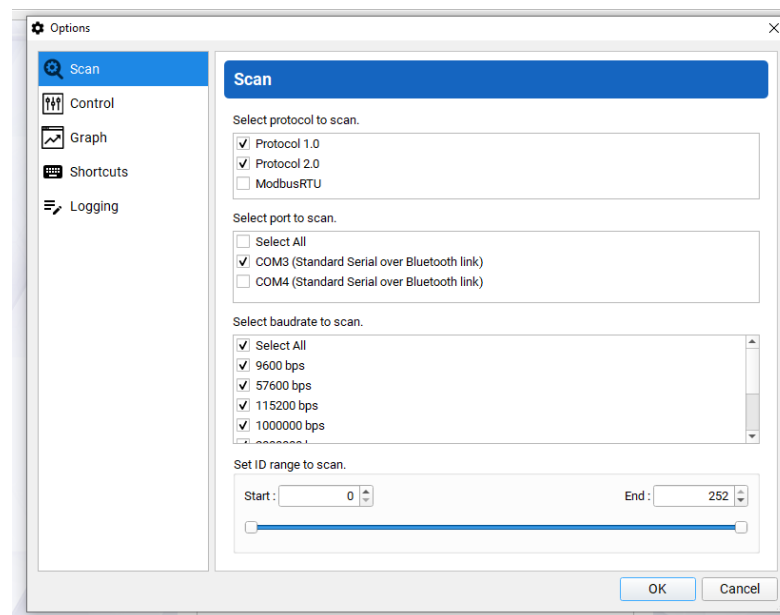 Options
Scan
Control
Graph
Shortcuts
Logging
Scan
Select protocol to scan.
Protocol 1.0
Protocol 2.0
ModbusRTU
Select port to scan.
Select All
COM3 (Standard Serial over Bluetooth link)
COM4 (Standard Serial over Bluetooth link)
Select baudrate to scan.
Select All
9600 bps
57600 bps
115200 bps
1000000 bps
Set ID range to scan.
Start : 0 End : 252
OK Cancel